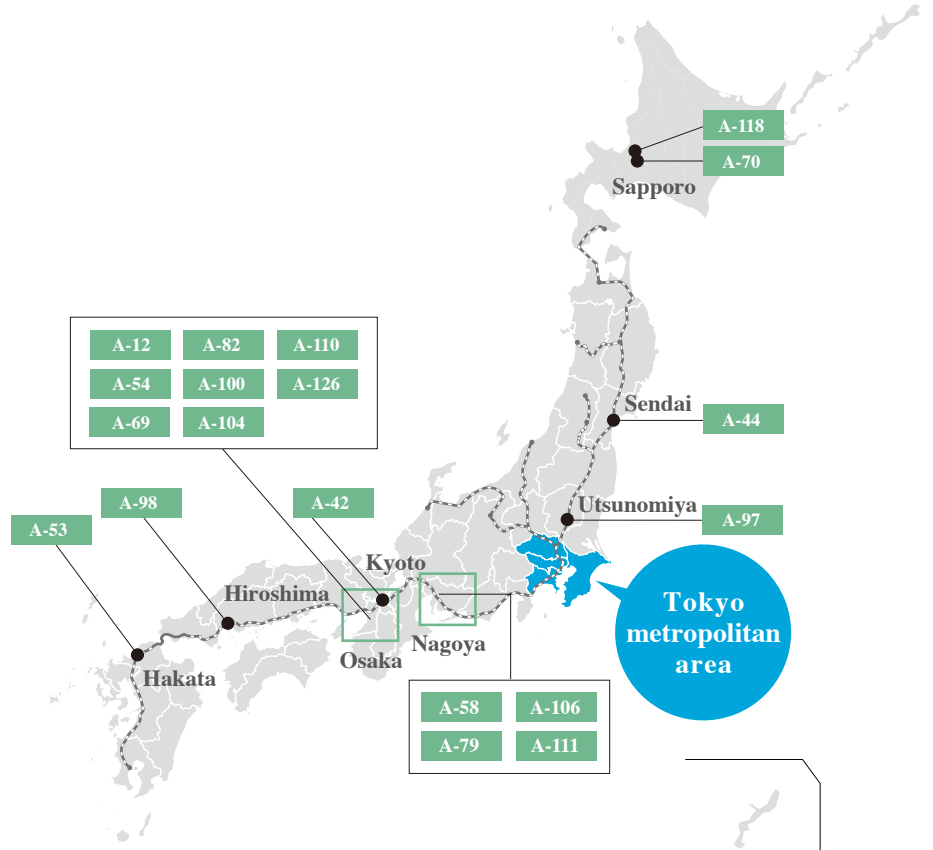 A-118
A-70
Sapporo
A-12 A-82 A-110
A-54 A-100 A-126
A-69 A-104
Sendai
A-44
A-98
A-42
Utsunomiya
A-97
A-53
Kyoto
Hiroshima
Tokyo
metropolitan
area
Nagoya
Osaka
Hakata
A-58 A-106
A-79 A-111